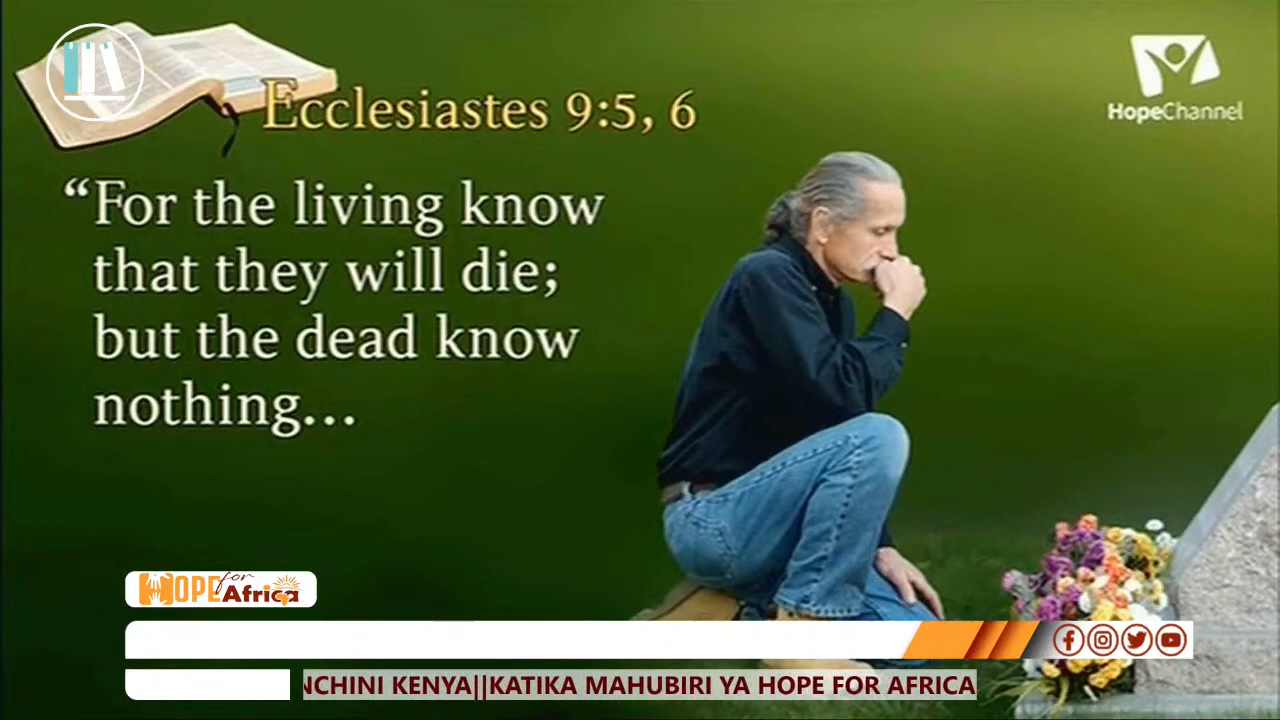 Ecclesiastes 9:5, 6
HopeChannel
“For the living know
that they will die;
but the dead know
nothing...
HOPE for Africa
KENYA||KATIKA MAHUBIRI YA HOPE FOR AFRICA